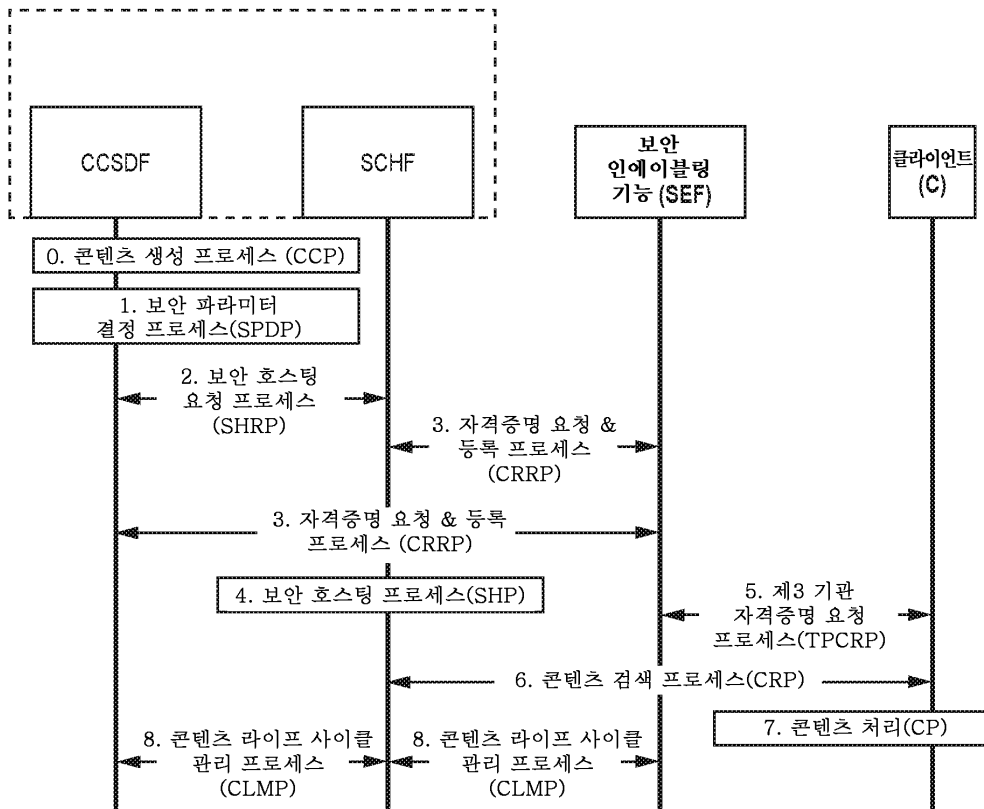 CCSDF
SCHF
보안
인에이블링
기능 (SEF)
클라이언트
(C)
0. 콘텐츠 생성 프로세스 (CCP)
1. 보안 파라미터
결정 프로세스(SPDP)
2. 보안 호스팅
요청 프로세스
(SHRP)
3. 자격증명 요청 &
등록 프로세스
(CRRP)
3. 자격증명 요청 & 등록
프로세스 (CRRP)
4. 보안 호스팅 프로세스(SHP)
5. 제3 기관
자격증명 요청
프로세스(TPCRP)
6. 콘텐츠 검색 프로세스(CRP)
7. 콘텐츠 처리(CP)
8. 콘텐츠 라이프 사이클
관리 프로세스
(CLMP)
8. 콘텐츠 라이프 사이클
관리 프로세스
(CLMP)